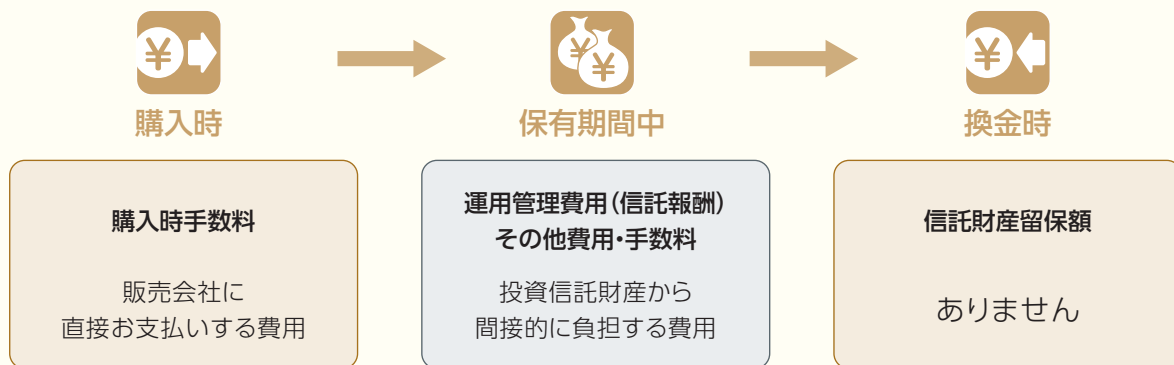 購入時
保有期間中
換金時
購入時手数料
販売会社に
直接お支払いする費用
運用管理費用(信託報酬)
その他費用・手数料
投資信託財産から
間接的に負担する費用
信託財産留保額
ありません